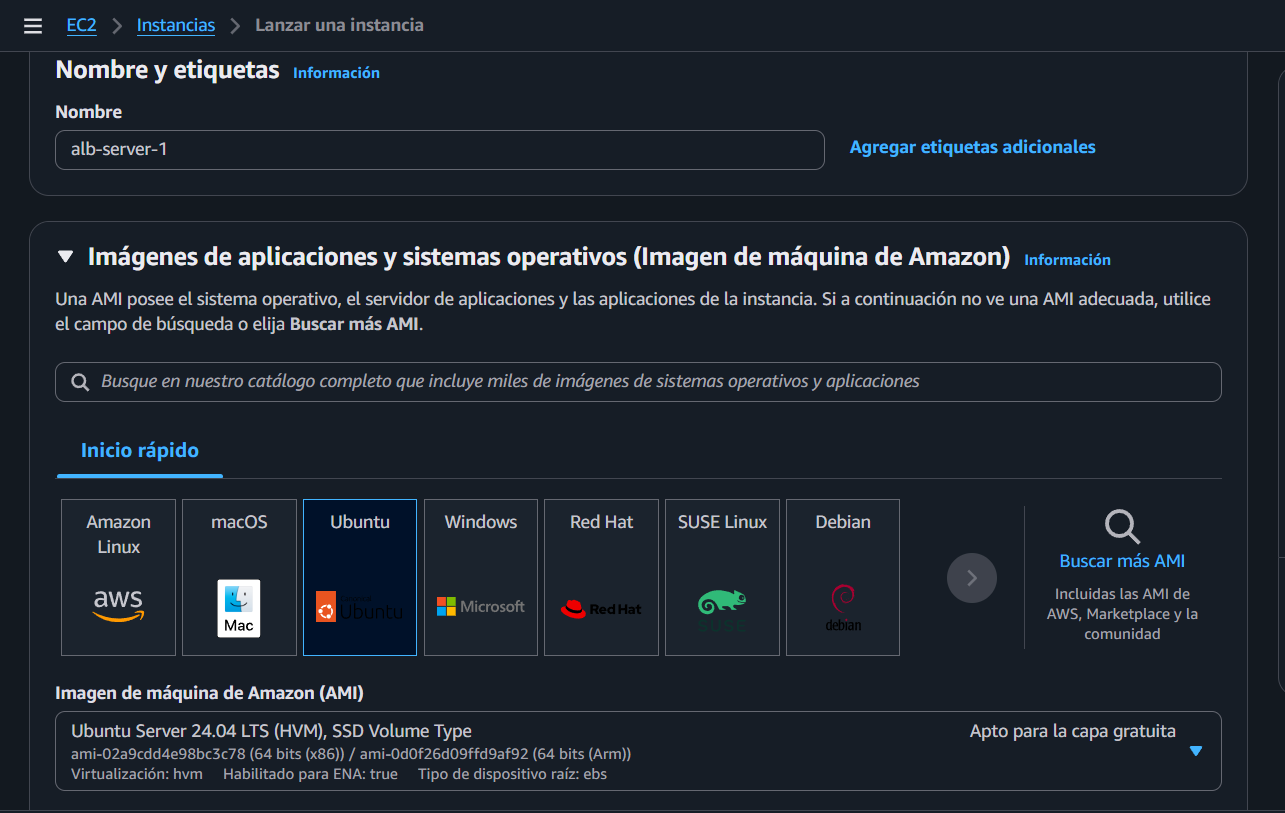 EC2 > Instancias > Lanzar una instancia
Nombre y etiquetas Información
Nombre
alb-server-1
Agregar etiquetas adicionales
Imágenes de aplicaciones y sistemas operativos (Imagen de máquina de Amazon) Información
Una AMI posee el sistema operativo, el servidor de aplicaciones y las aplicaciones de la instancia. Si a continuación no ve una AMI adecuada, utilice
el campo de búsqueda o elija Buscar más AMI.
Busque en nuestro catálogo completo que incluye miles de imágenes de sistemas operativos y aplicaciones
Inicio rápido
Amazon
Linux
aws
macOS
Mac
Ubuntu
Ubuntu
Windows
Microsoft
Red Hat
Red Hat
SUSE Linux
SUSE
Debian
debian
Buscar más AMI
Incluidas las AMI de
AWS, Marketplace y la
comunidad
Imagen de máquina de Amazon (AMI)
Ubuntu Server 24.04 LTS (HVM), SSD Volume Type
Apto para la capa gratuita
ami-02a9cdd4e98bc3c78 (64 bits (x86)) / ami-0d0f26d09ffd9af92 (64 bits (Arm))
Virtualización: hvm Habilitado para ENA: true Tipo de dispositivo raíz: ebs